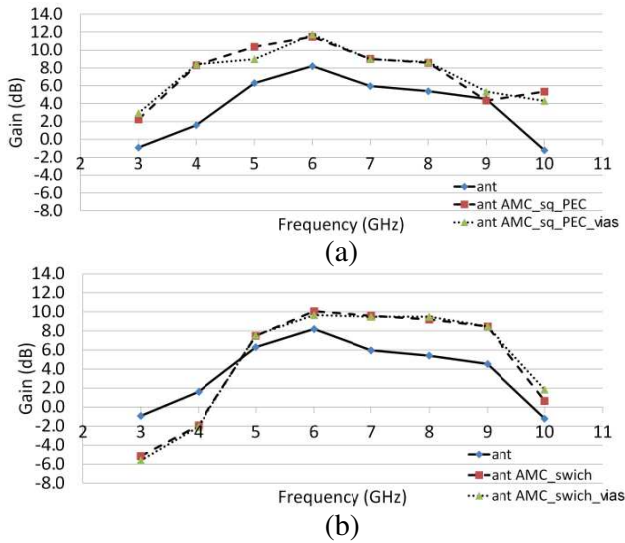 14.0
12.0
10.0
8.0
6.0
4.0
2.0
0.0
-2.0
-4.0
-6.0
-8.0
Gain (dB)
2 3 4 5 6 7 8 9 10 11
ant
ant AMC_sq_PEC
ant AMC_sq_PEC_vias
Frequency (GHz)
(a)
14.0
12.0
10.0
8.0
6.0
4.0
2.0
0.0
-2.0
-4.0
-6.0
-8.0
Gain (dB)
2 3 4 5 6 7 8 9 10 11
ant
ant AMC_swich
ant AMC_swich_vias
Frequency (GHz)
(b)